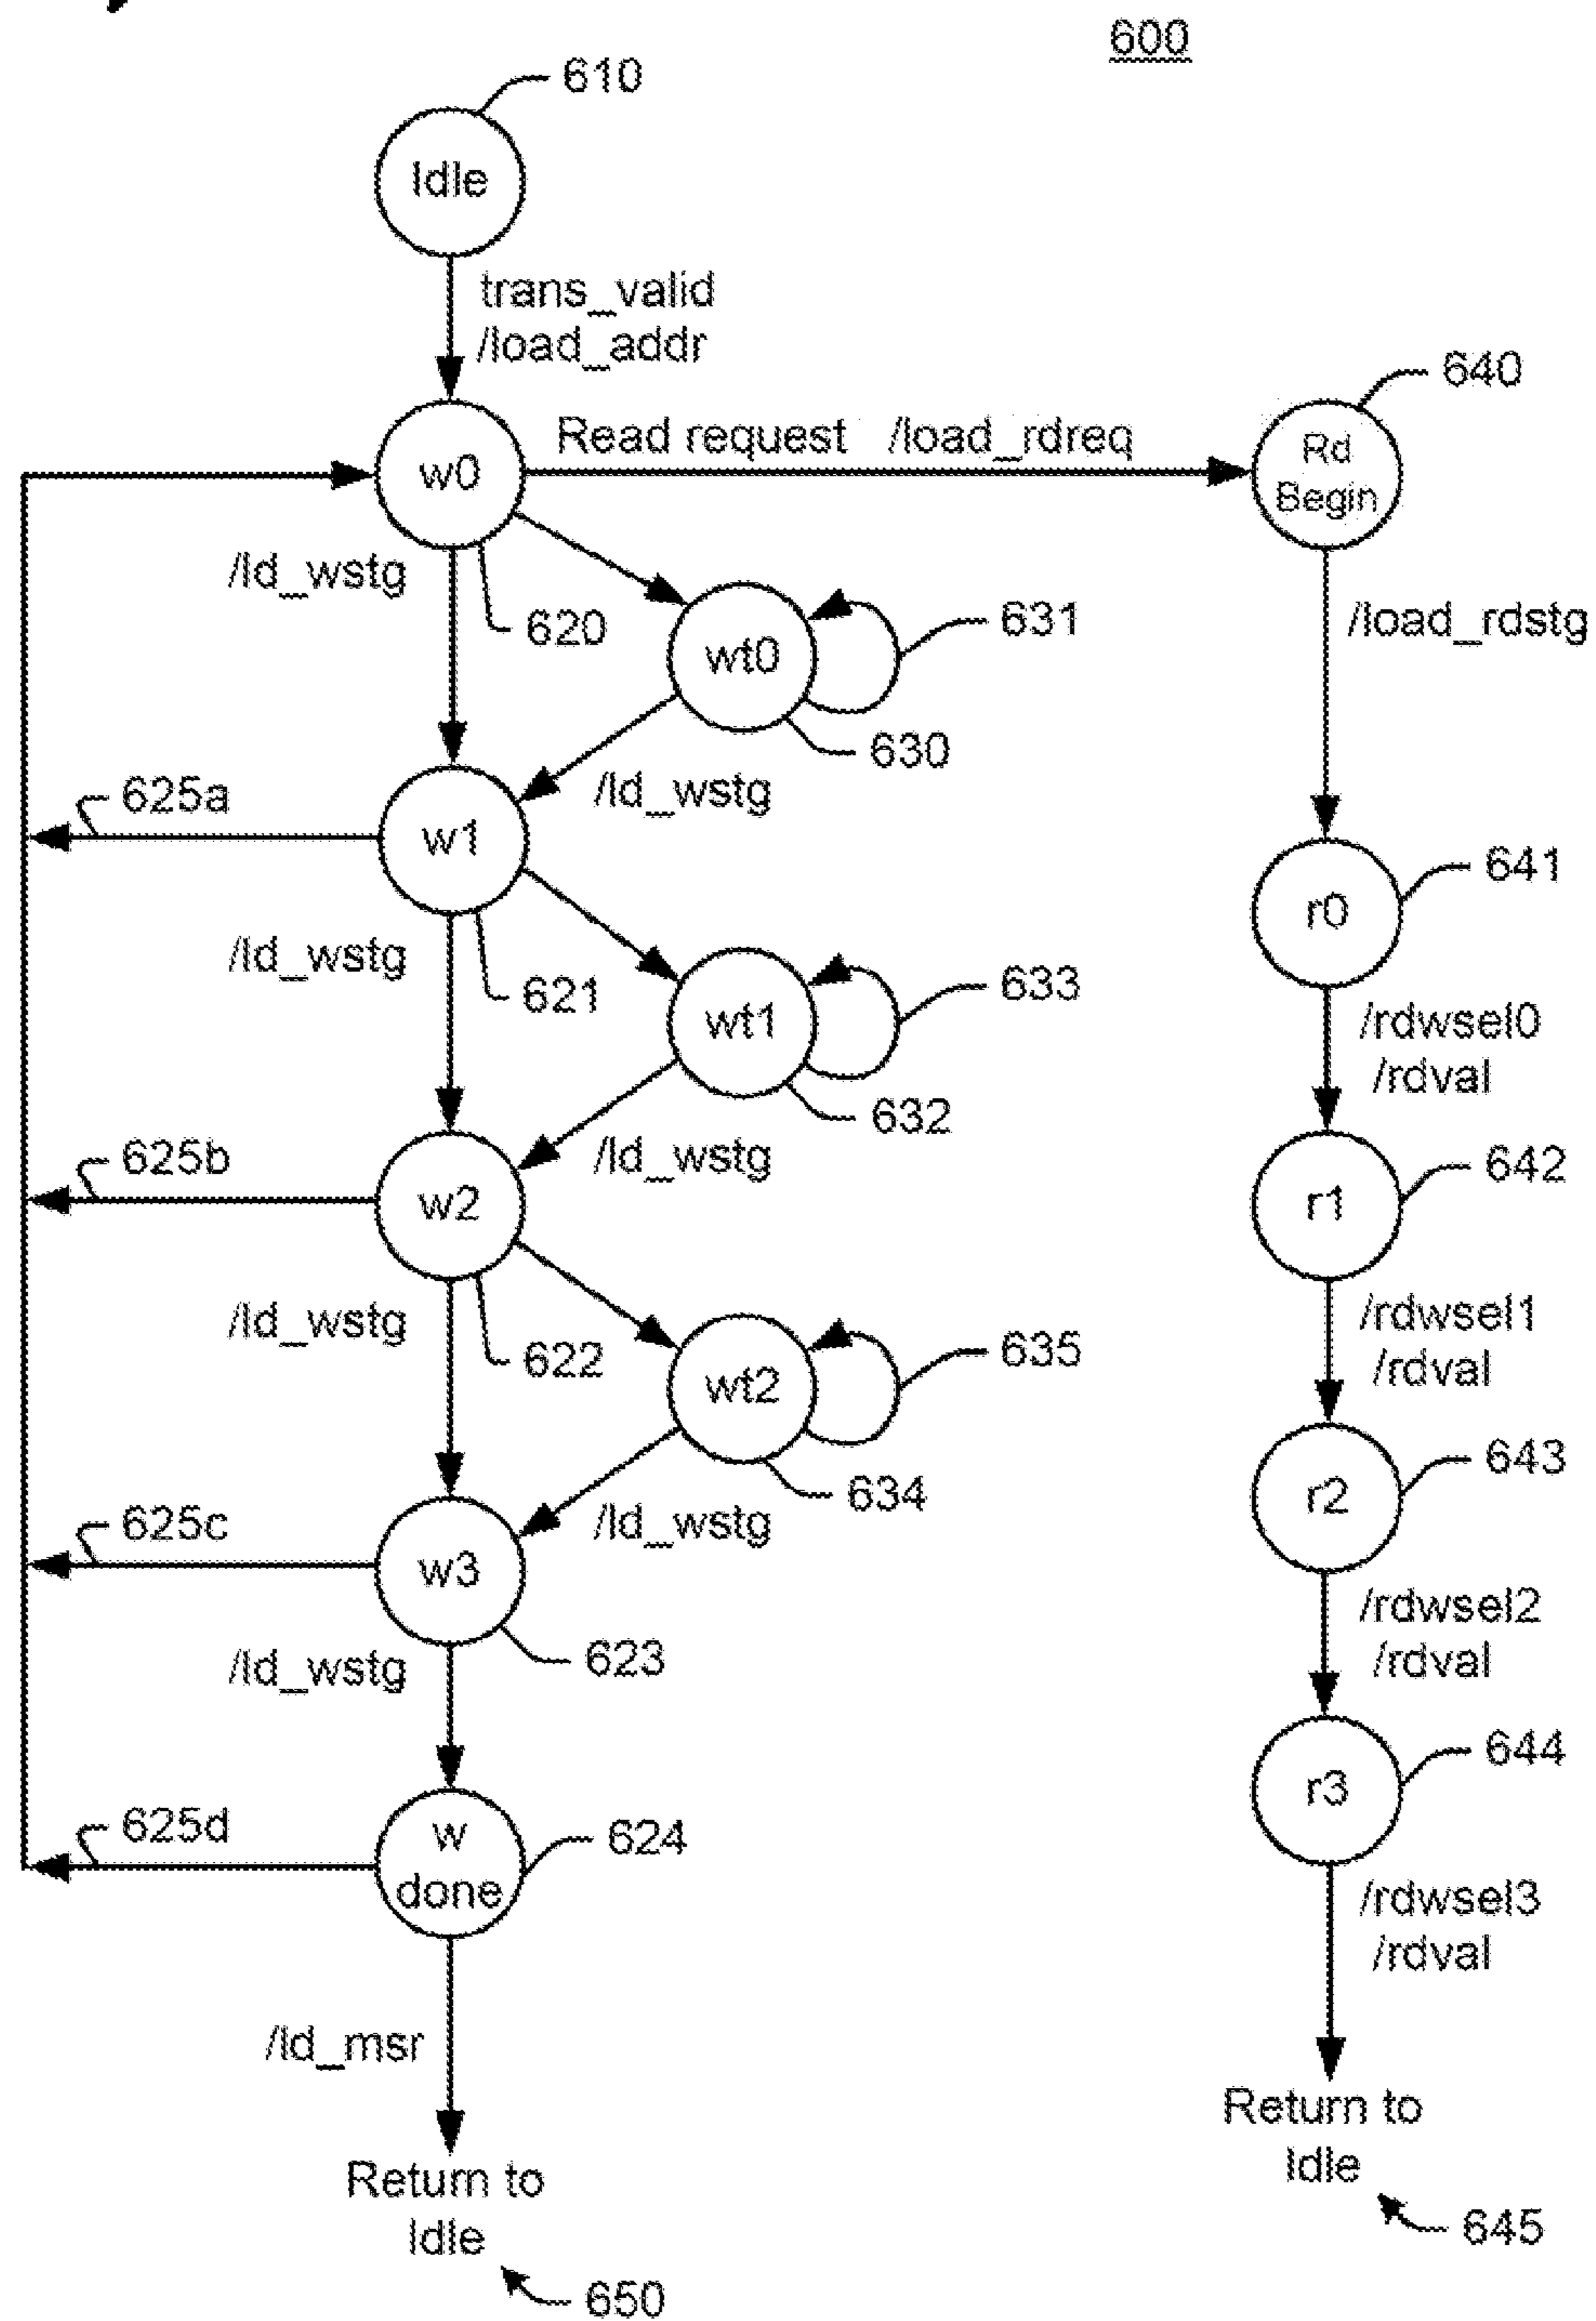 600
610
Idle
trans_valid
/load_addr
640
w0
Read request /load_rdreq
Rd
Begin
/ld_wstg
620
wt0
631
/load_rdstg
630
625a
/ld_wstg
w1
641
r0
/ld_wstg
621
wt1
633
/rdwsel0
/rdval
632
625b
/ld_wstg
w2
642
r1
/ld_wstg
622
wt2
635
/rdwsel1
/rdval
643
r2
634
625c
/ld_wstg
w3
/rdwsel2
/rdval
/ld_wstg
623
644
r3
625d
w
done
624
/rdwsel3
/rdval
/ld_msr
Return to
Idle
645
Return to
Idle
650